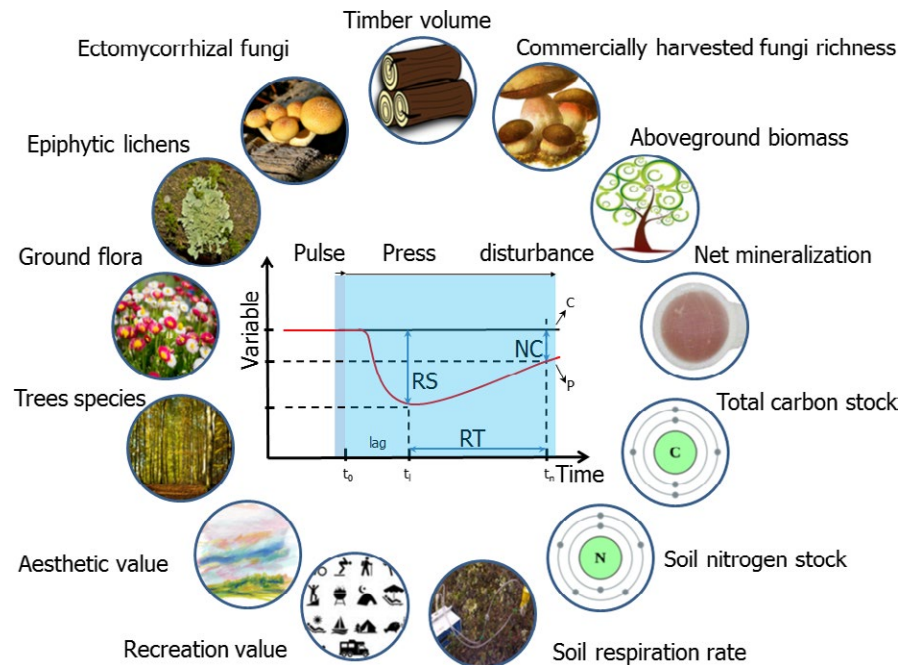 Timber volume
Ectomycorrhizal fungi
Commercially harvested fungi richness
Epiphytic lichens
Aboveground biomass
Ground flora
Net mineralization
Pulse Press disturbance
Variable
C
NC
RS
P
Trees species
Total carbon stock
lag
RT
t0 ti tn Time
C
Aesthetic value
N
Soil nitrogen stock
Recreation value
Soil respiration rate